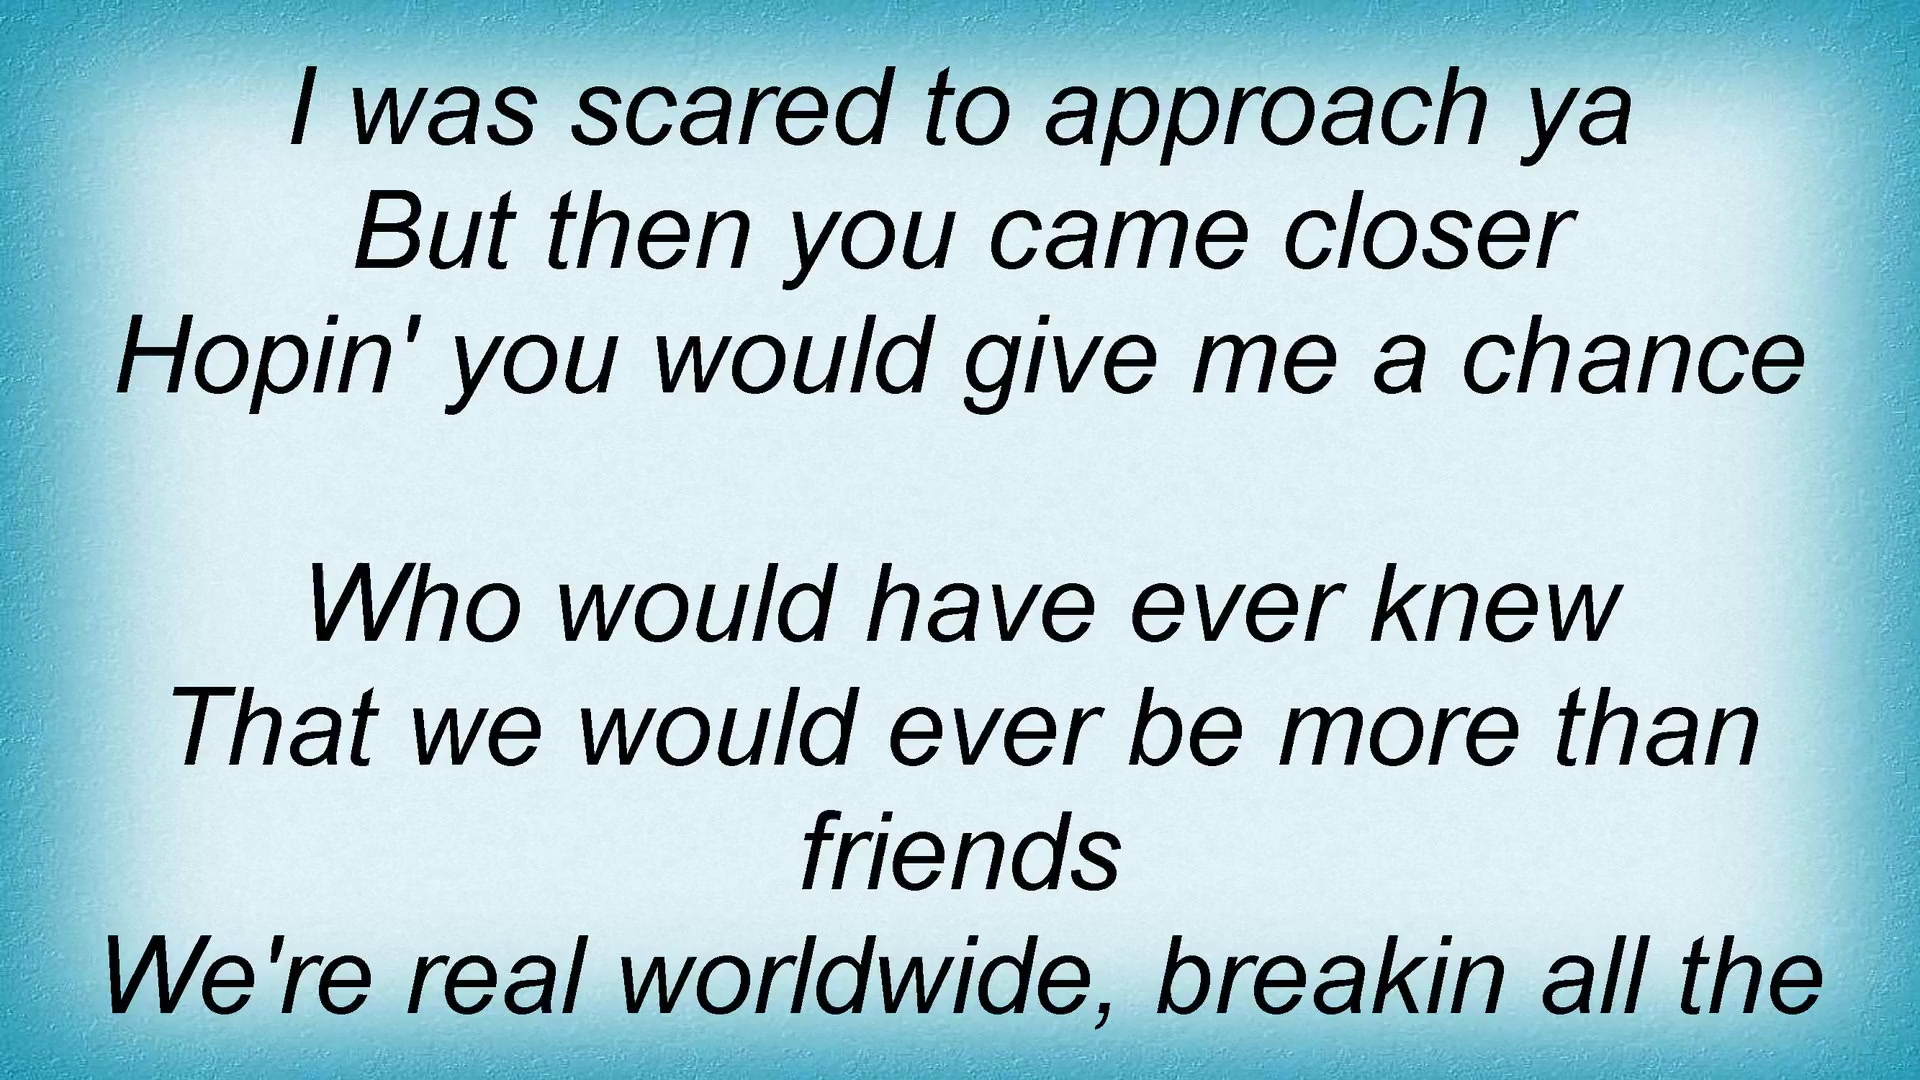 I was scared to approach ya
But then you came closer
Hopin' you would give me a chance
Who would have ever knew
That we would ever be more than
friends
We're real worldwide, breakin all the